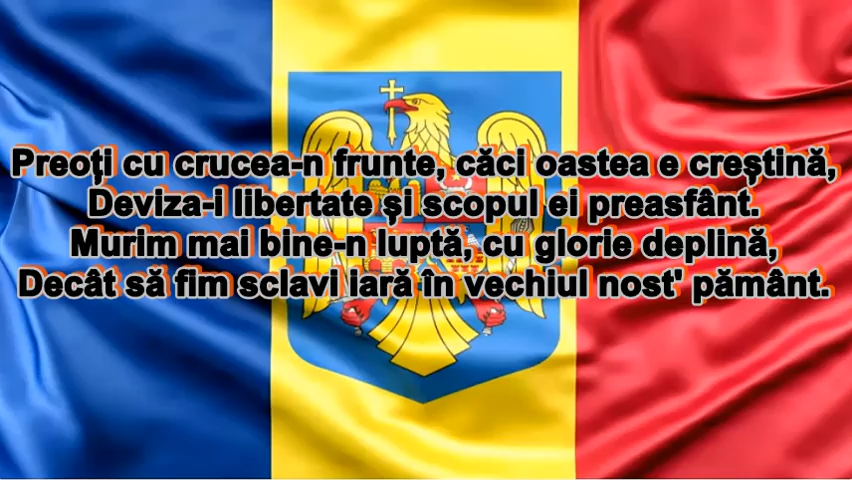 Preoți cu crucea-n frunte, căci oastea e creștină,
Deviza-i libertate și scopul ei preasfânt.
Murim mai bine-n luptă, cu glorie deplină,
Decât să fim sclavi iară în vechiul nost' pământ.